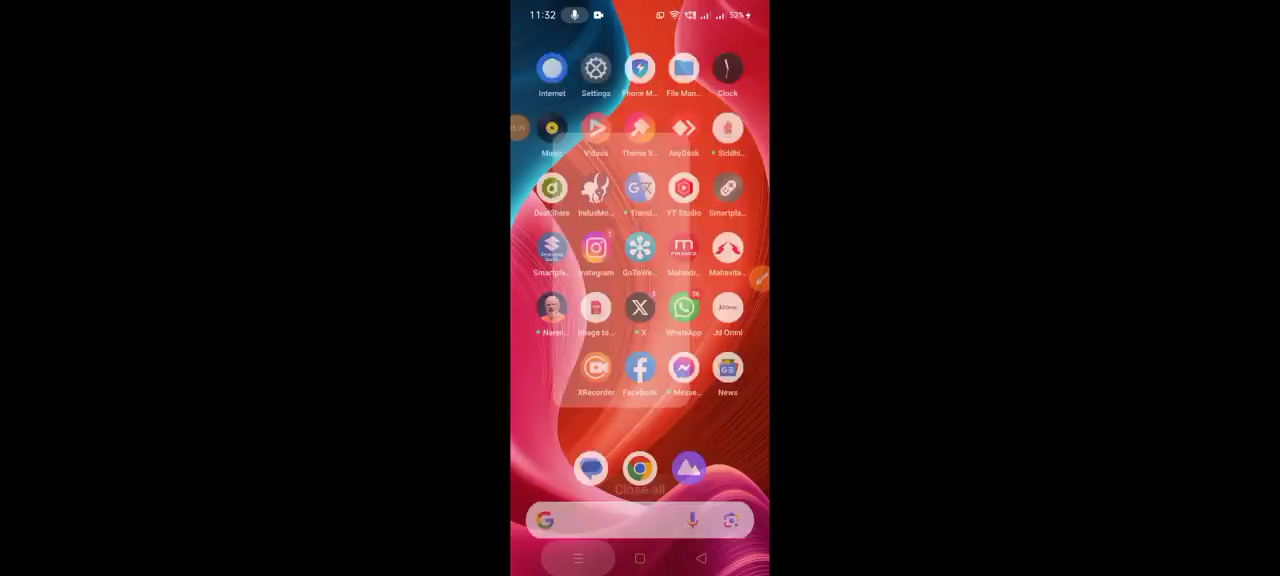 11:32 52%
Internet Settings Phone M... File Man... Clock
Music Videos Theme S... AnyDesk Siddhi...
DealShare IndusMo... Transl... YT Studio Smartpla...
Smartpla... Instagram GoToWe... Mahindr... Mahavita...
Naren... Image to... X WhatsApp Jd Omni
XRecorder Facebook Messe... News
Close all